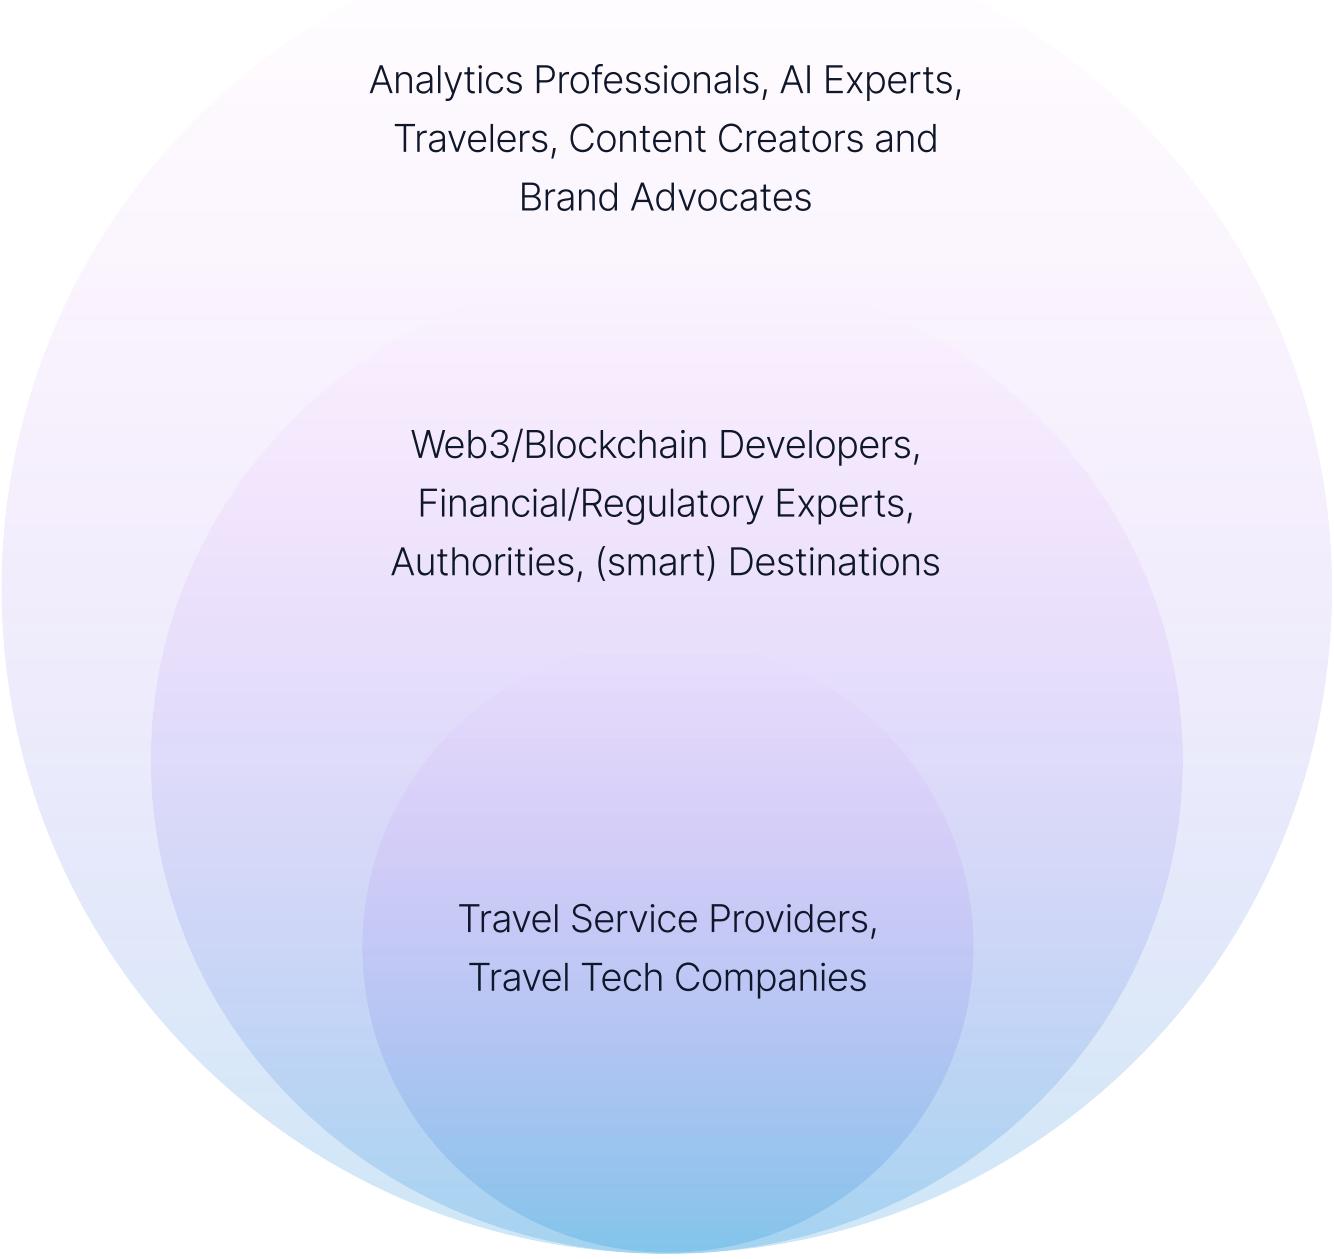 Analytics Professionals, AI Experts,
Travelers, Content Creators and
Brand Advocates
Web3/Blockchain Developers,
Financial/Regulatory Experts,
Authorities, (smart) Destinations
Travel Service Providers,
Travel Tech Companies